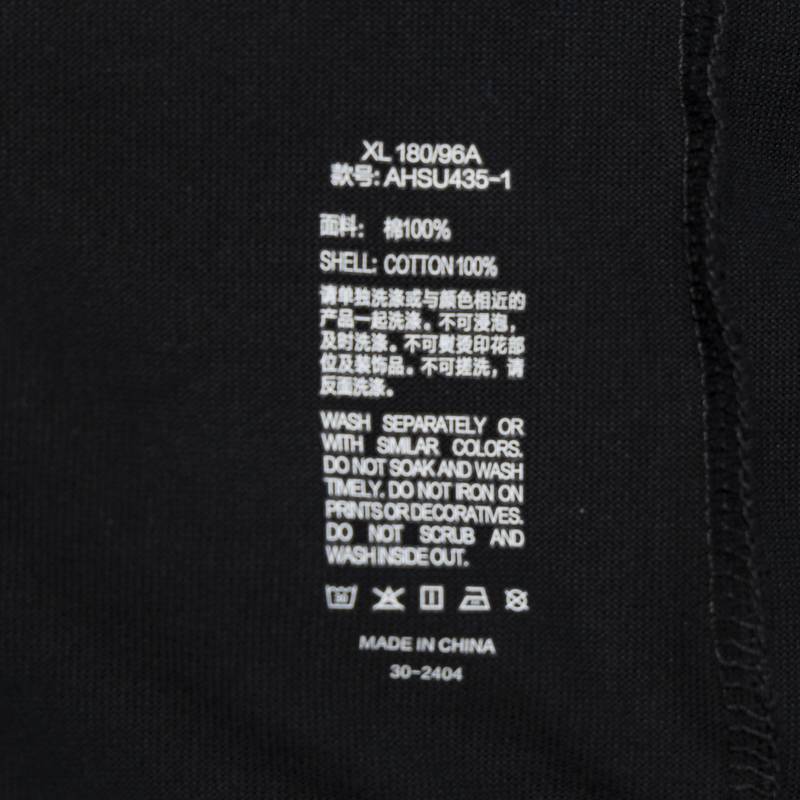 XL 180/96A
款号: AHSU435-1
面料: 棉100%
SHELL: COTTON 100%
请单独洗涤或与颜色相近的
产品一起洗涤。不可浸泡,
及时洗涤。不可熨烫印花部
位及装饰品。不可搓洗,请
反面洗涤。
WASH SEPARATELY OR
WITH SIMILAR COLORS.
DO NOT SOAK AND WASH
TIMELY. DO NOT IRON ON
PRINTS OR DECORATIVES.
DO NOT SCRUB AND
WASH INSIDE OUT.
30
MADE IN CHINA
30-2404